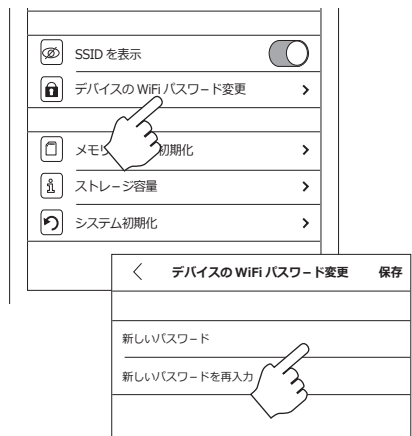 SSID を表示
デバイスの WiFi パスワード変更
メモリ 初期化
ストレージ容量
システム初期化
デバイスの WiFi パスワード変更 保存
新しいパスワード
新しいパスワードを再入力